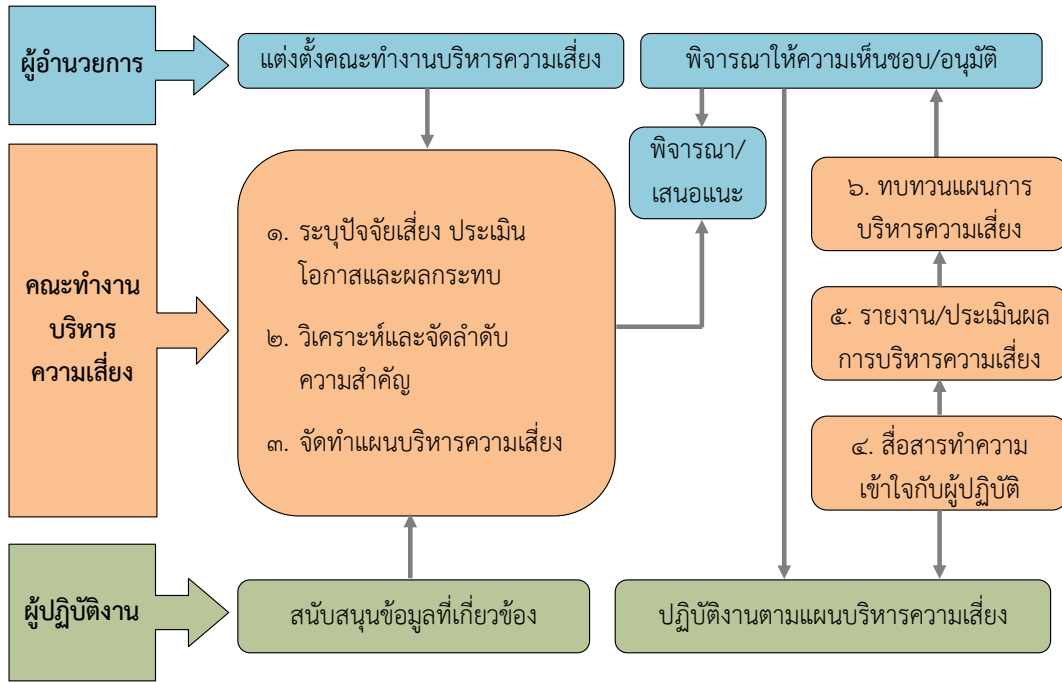 ผู้อำนวยการ
แต่งตั้งคณะทำงานบริหารความเสี่ยง
พิจารณาให้ความเห็นชอบ/อนุมัติ
พิจารณา/
เสนอแนะ
คณะทำงาน
บริหาร
ความเสี่ยง
๑. ระบุปัจจัยเสี่ยง ประเมิน
โอกาสและผลกระทบ
๒. วิเคราะห์และจัดลำดับ
ความสำคัญ
๓. จัดทำแผนบริหารความเสี่ยง
๖. ทบทวนแผนการ
บริหารความเสี่ยง
๕. รายงาน/ประเมินผล
การบริหารความเสี่ยง
๔. สื่อสารทำความ
เข้าใจกับผู้ปฏิบัติ
ผู้ปฏิบัติงาน
สนับสนุนข้อมูลที่เกี่ยวข้อง
ปฏิบัติงานตามแผนบริหารความเสี่ยง